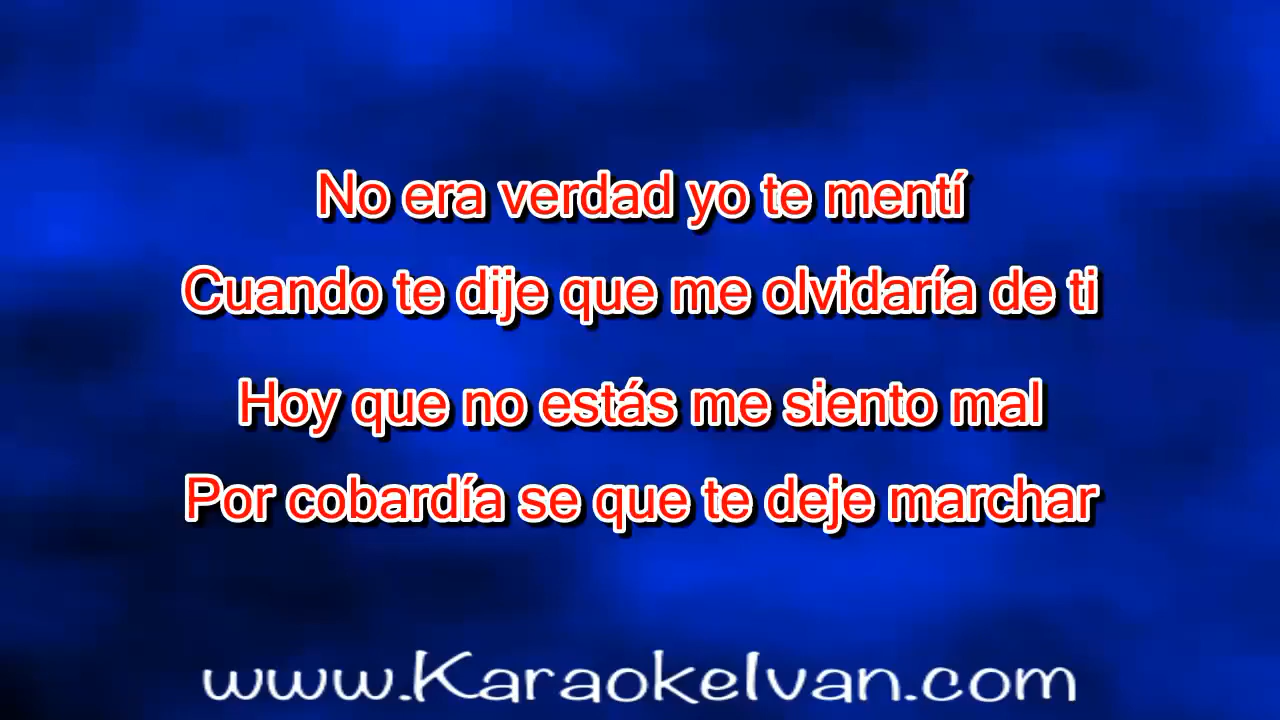 No era verdad yo te mentí
Cuando te dije que me olvidaría de ti
Hoy que no estás me siento mal
Por cobardía se que te deje marchar
www.KaraokeIvan.com